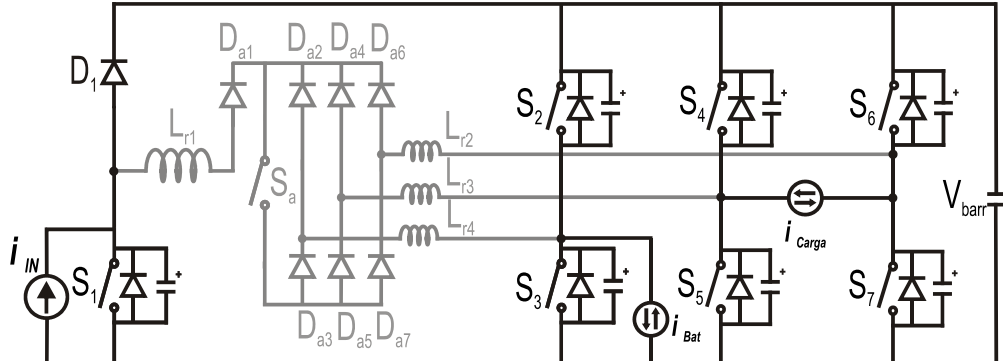 D1
Lr1
Da1
Da2
Da4
Da6
Sa
Lr2
Lr3
Lr4
Da3
Da5
Da7
iIN
S1
S2
S3
iBat
S4
S5
iCarga
S6
S7
Vbarr
+
+
+
+
+
+
+